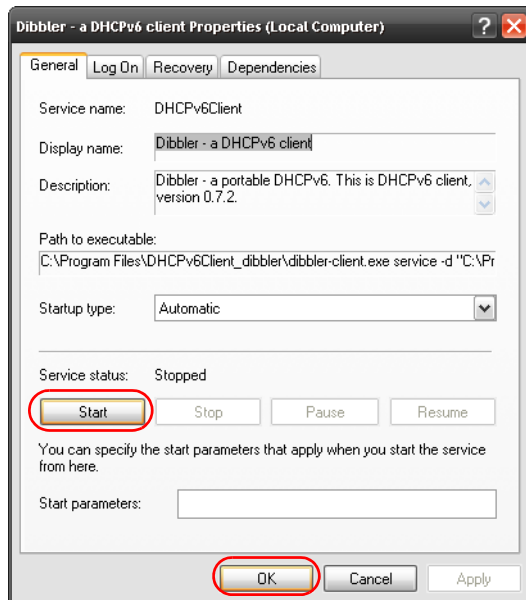 Dibbler - a DHCPv6 client Properties (Local Computer)
General Log On Recovery Dependencies
Service name: DHCPv6Client
Display name: Dibbler - a DHCPv6 client
Description: Dibbler - a portable DHCPv6. This is DHCPv6 client,
version 0.7.2.
Path to executable:
C:\Program Files\DHCPv6Client_dibbler\dibbler-client.exe service -d "C:\Pr
Startup type: Automatic
Service status: Stopped
Start Stop Pause Resume
You can specify the start parameters that apply when you start the service
from here.
Start parameters:
OK Cancel Apply